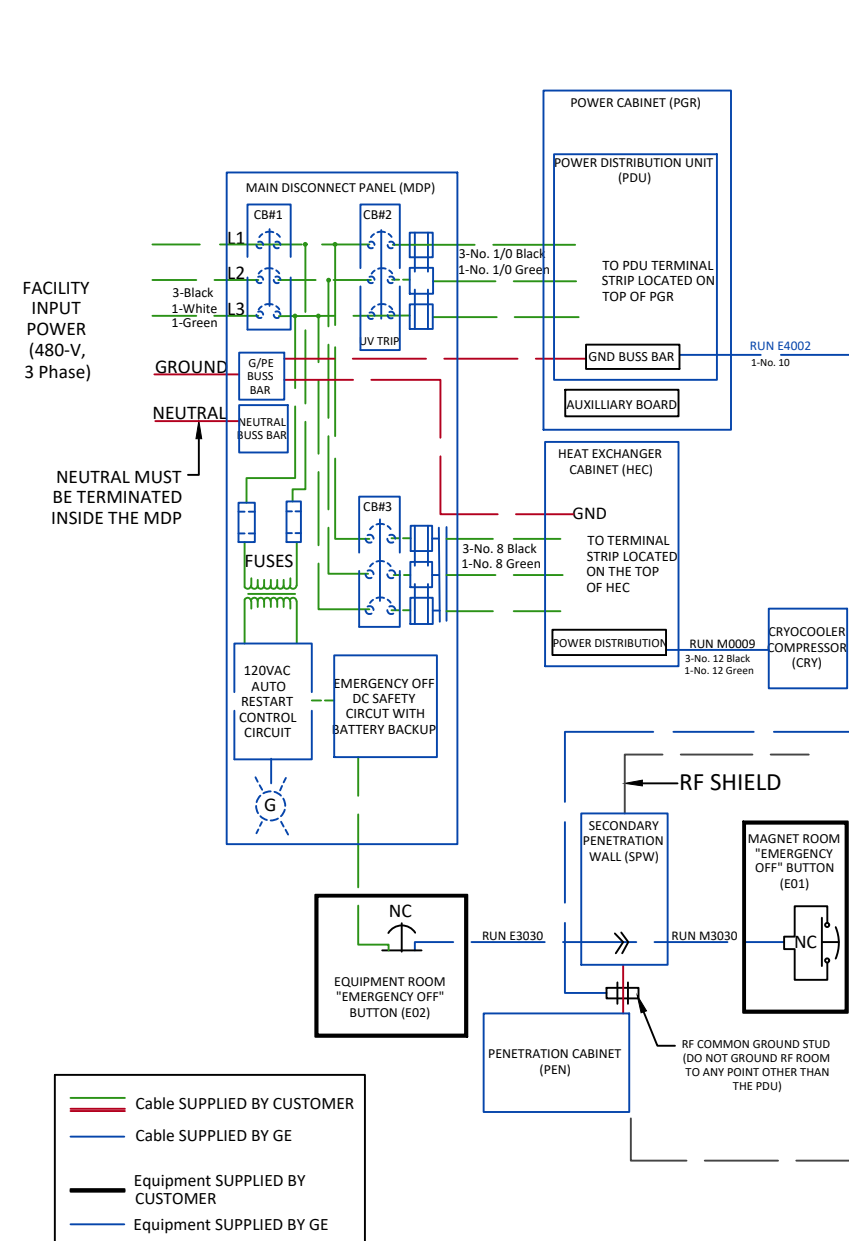 POWER CABINET (PGR)
POWER DISTRIBUTION UNIT
(PDU)
MAIN DISCONNECT PANEL (MDP)
CB#1
CB#2
L1
L2
L3
3-Black
1-White
1-Green
FACILITY
INPUT
POWER
(480-V,
3 Phase)
3-No. 1/0 Black
1-No. 1/0 Green
TO PDU TERMINAL
STRIP LOCATED ON
TOP OF PGR
UV TRIP
GROUND
G/PE
BUSS
BAR
GND BUSS BAR
RUN E4002
1-No. 10
NEUTRAL
NEUTRAL
BUSS BAR
AUXILLIARY BOARD
NEUTRAL MUST
BE TERMINATED
INSIDE THE MDP
HEAT EXCHANGER
CABINET (HEC)
CB#3
GND
3-No. 8 Black
1-No. 8 Green
TO TERMINAL
STRIP LOCATED
ON THE TOP
OF HEC
FUSES
POWER DISTRIBUTION
RUN M0009
3-No. 12 Black
1-No. 12 Green
CRYOCOOLER
COMPRESSOR
(CRY)
120VAC
AUTO
RESTART
CONTROL
CIRCUIT
EMERGENCY OFF
DC SAFETY
CIRCUT WITH
BATTERY BACKUP
G
RF SHIELD
SECONDARY
PENETRATION
WALL (SPW)
MAGNET ROOM
"EMERGENCY
OFF" BUTTON
(E01)
NC
NC
RUN E3030
RUN M3030
EQUIPMENT ROOM
"EMERGENCY OFF"
BUTTON (E02)
PENETRATION CABINET
(PEN)
RF COMMON GROUND STUD
(DO NOT GROUND RF ROOM
TO ANY POINT OTHER THAN
THE PDU)
Cable SUPPLIED BY CUSTOMER
Cable SUPPLIED BY GE
Equipment SUPPLIED BY
CUSTOMER
Equipment SUPPLIED BY GE